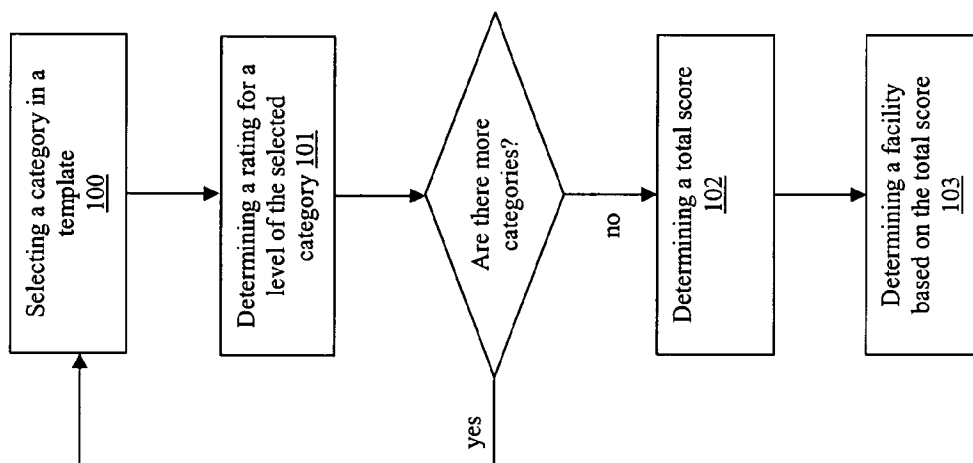 Selecting a category in a
template
100
Determining a rating for a
level of the selected
category 101
Are there more
categories?
yes
no
Determining a total score
102
Determining a facility
based on the total score
103